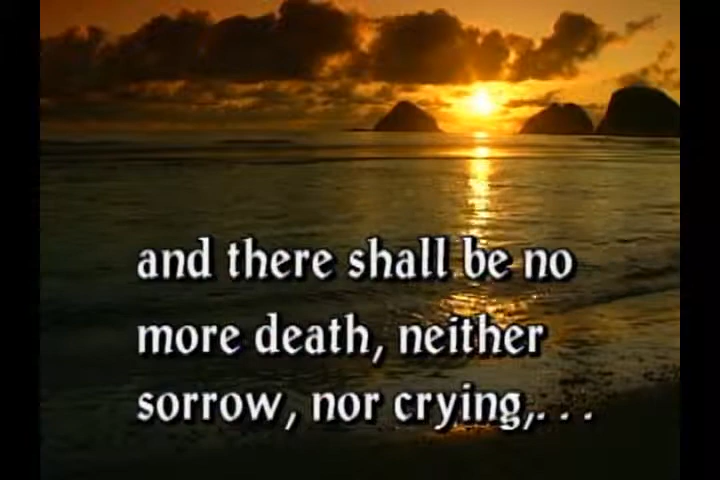 and there shall be no
more death, neither
sorrow, nor crying,. . .